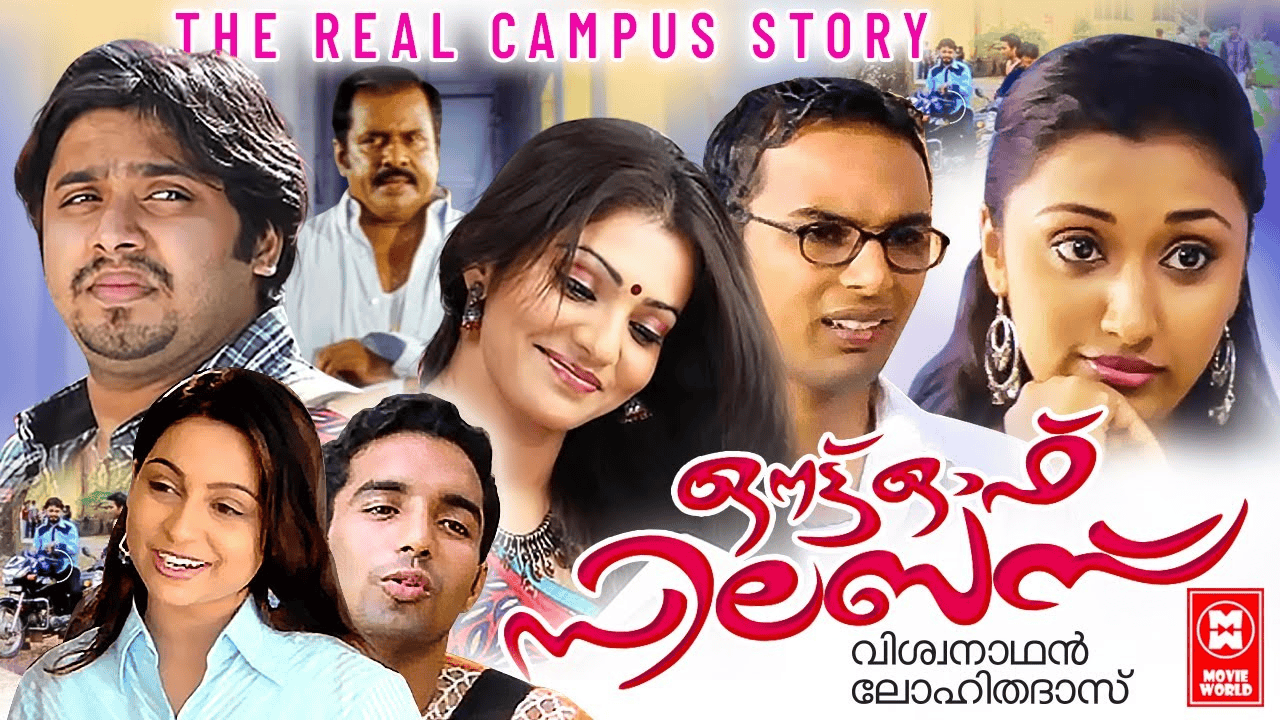 THE REAL CAMPUS STORY
ഔട്ട് ഓഫ്
സിലബസ്
വിശ്വനാഥൻ
ലോഹിതദാസ്
MOVIE
WORLD